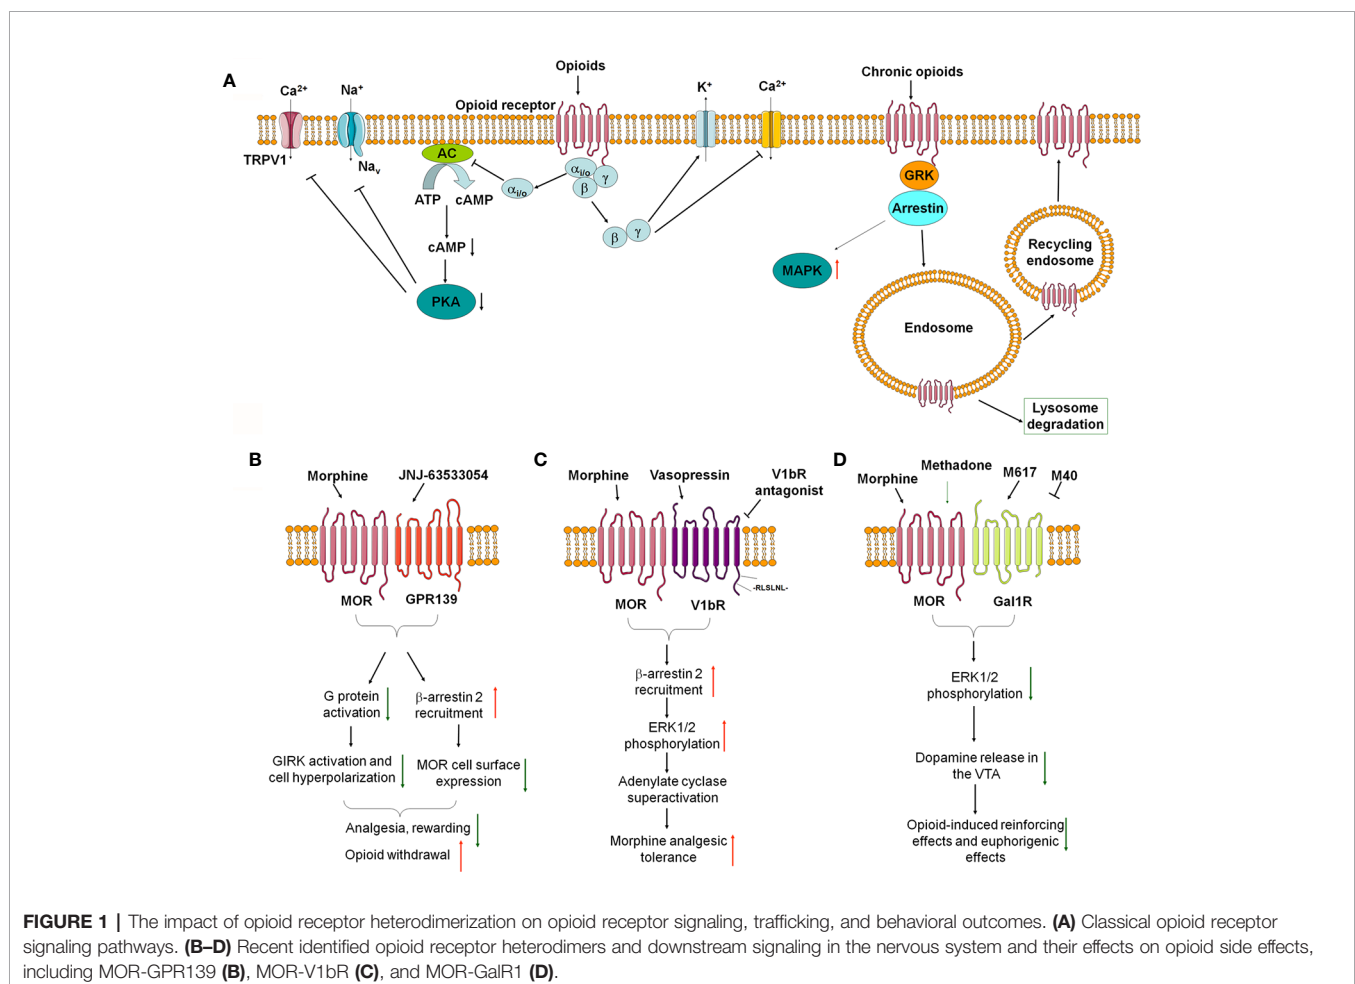 A
Opioids
Chronic opioids
Ca2+
Na+
Opioid receptor
K+
Ca2+
TRPV1
Nav
AC
ATP
cAMP
αi/o
αi/o
β
γ
β
γ
cAMP
PKA
GRK
Arrestin
MAPK
Endosome
Recycling
endosome
Lysosome
degradation
B
Morphine
JNJ-63533054
MOR
GPR139
G protein
activation
β-arrestin 2
recruitment
GIRK activation and
cell hyperpolarization
MOR cell surface
expression
Analgesia, rewarding
Opioid withdrawal
C
Morphine
Vasopressin
V1bR
antagonist
-RLSLNL-
MOR
V1bR
β-arrestin 2
recruitment
ERK1/2
phosphorylation
Adenylate cyclase
superactivation
Morphine analgesic
tolerance
D
Morphine
Methadone
M617
M40
MOR
Gal1R
ERK1/2
phosphorylation
Dopamine release in
the VTA
Opioid-induced reinforcing
effects and euphorigenic
effects
FIGURE 1 | The impact of opioid receptor heterodimerization on opioid receptor signaling, trafficking, and behavioral outcomes. (A) Classical opioid receptor
signaling pathways. (B–D) Recent identified opioid receptor heterodimers and downstream signaling in the nervous system and their effects on opioid side effects,
including MOR-GPR139 (B), MOR-V1bR (C), and MOR-GalR1 (D).